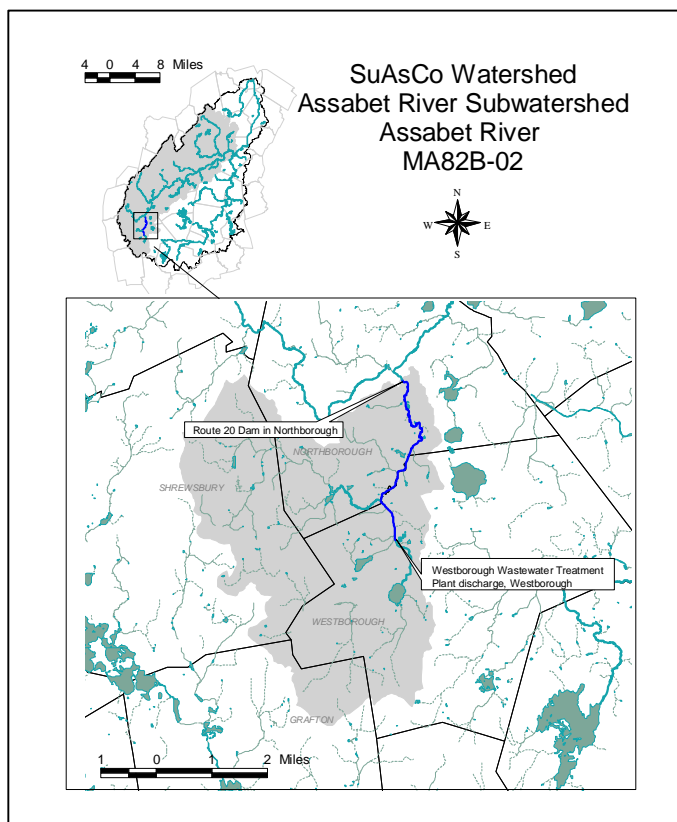 4 0 4 8 Miles
SuAsCo Watershed
Assabet River Subwatershed
Assabet River
MA82B-02
N
W E
S
Route 20 Dam in Northborough
NORTHBOROUGH
SHREWSBURY
Westborough Wastewater Treatment
Plant discharge, Westborough
WESTBOROUGH
GRAFTON
1 0 1 2 Miles